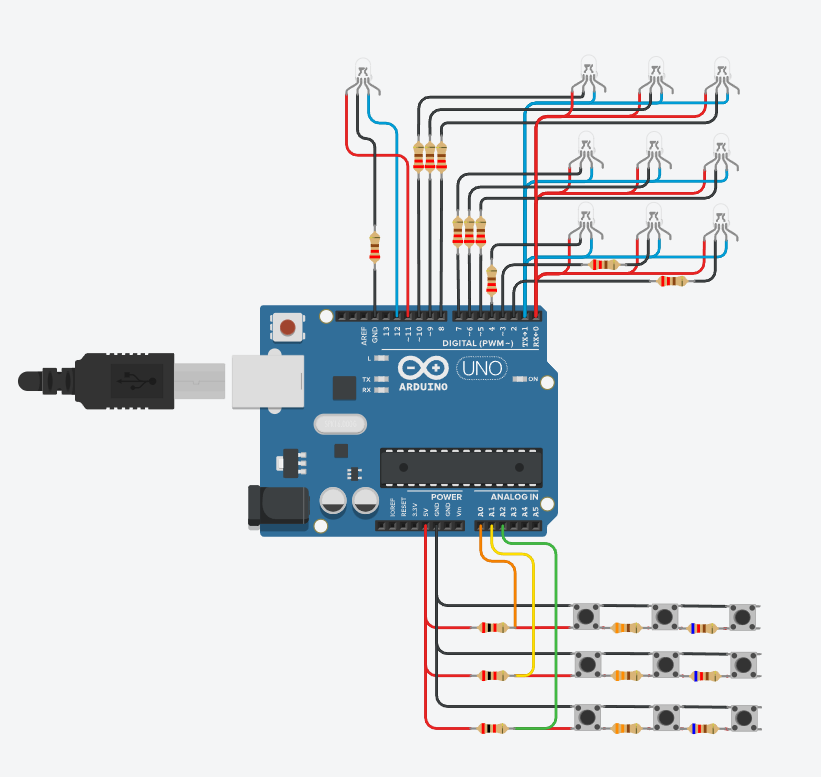 AREF
GND
13
12
~11
~10
~9
8
7
~6
~5
4
~3
2
TX→1
RX←0
DIGITAL (PWM~)
L
TX
RX
ARDUINO
UNO
ON
POWER
ANALOG IN
IOREF
RESET
3.3V
5V
GND
GND
Vin
A0
A1
A2
A3
A4
A5